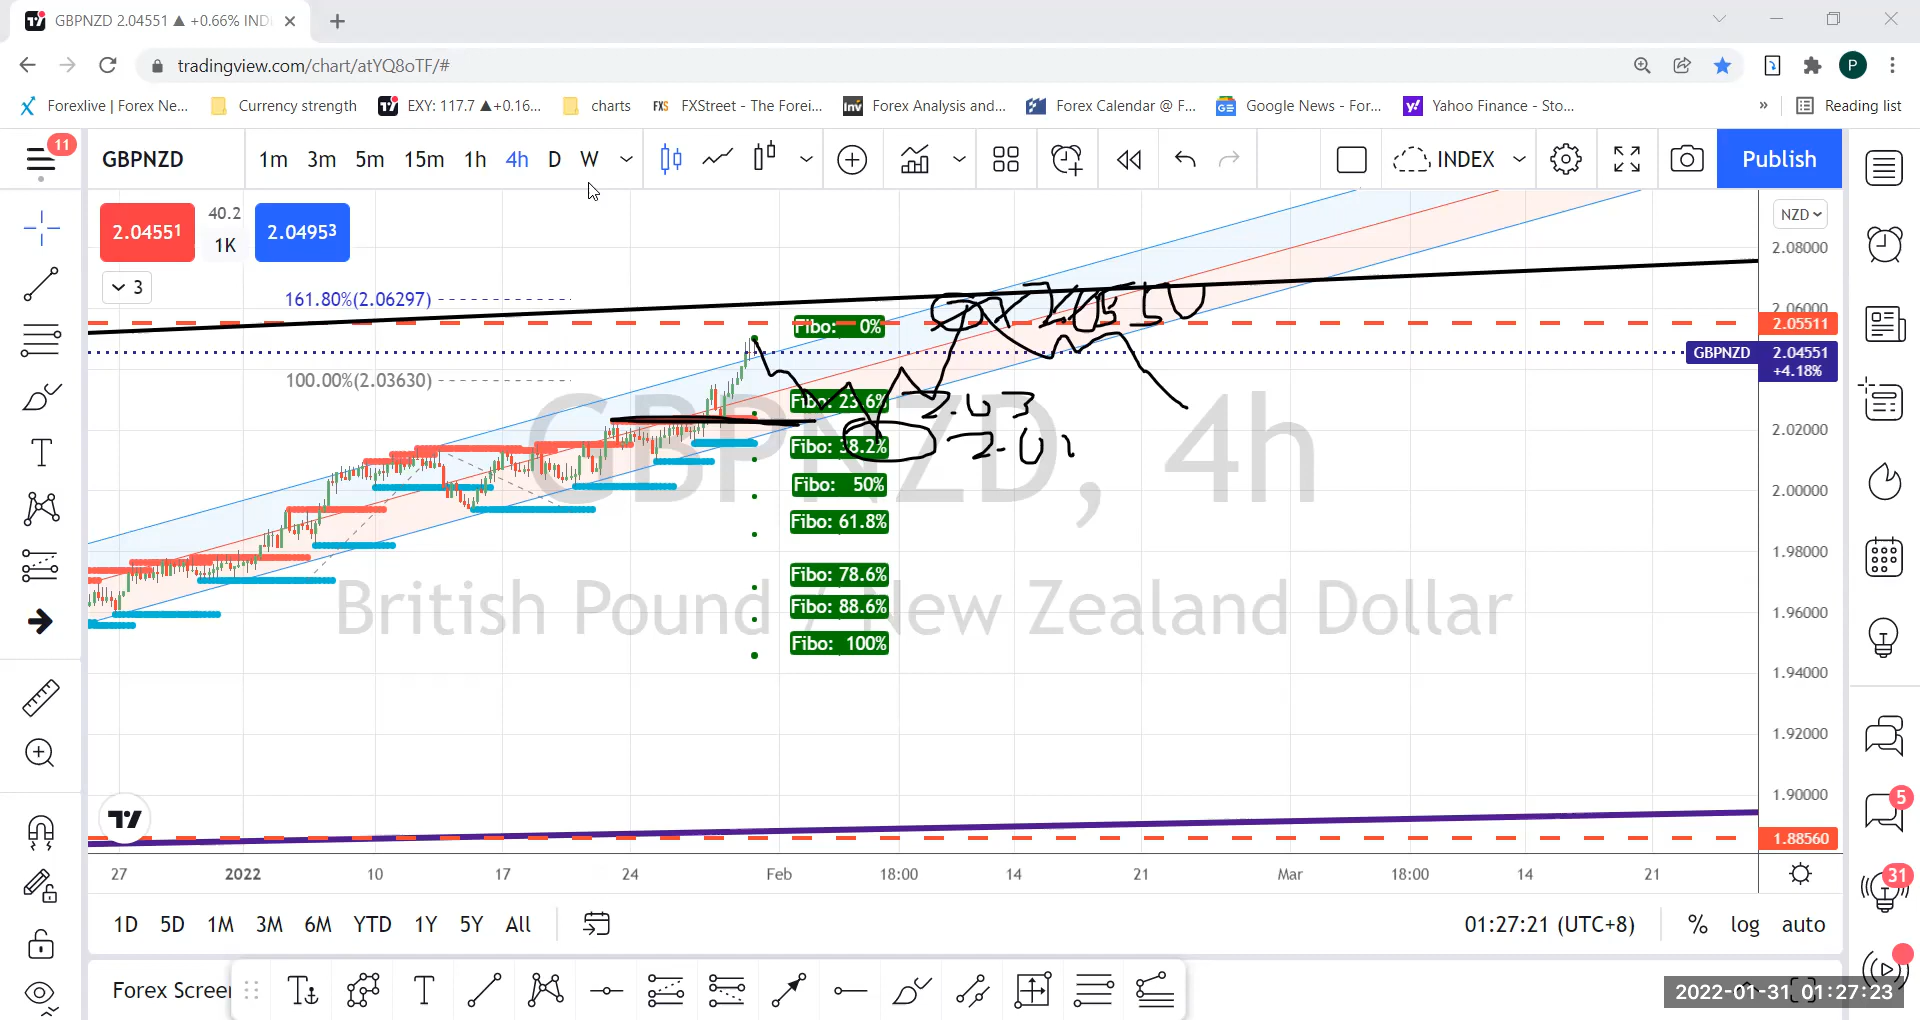 GBPNZD 2.04551 ▲ +0.66% IND
tradingview.com/chart/atYQ8oTF/#
P
Forexlive | Forex Ne...
Currency strength
EXY: 117.7 ▲+0.16...
charts
FXS
FXStreet - The Forei...
Inv
Forex Analysis and...
Forex Calendar @ F...
GE
Google News - For...
y!
Yahoo Finance - Sto...
»
Reading list
11
GBPNZD
1m 3m 5m 15m 1h 4h D W
INDEX
Publish
2.04551
40.2
1K
2.04953
3
NZD
2.08000
161.80%(2.06297)
2.06000
2.0550
Fibo: 0%
2.05511
GBPNZD 2.04551
+4.18%
100.00%(2.03630)
Fibo: 23.6%
2.03
2.02000
Fibo: 38.2%
2.0
GBPNZD, 4h
Fibo: 50%
2.00000
Fibo: 61.8%
1.98000
Fibo: 78.6%
Fibo: 88.6%
British Pound / New Zealand Dollar
1.96000
Fibo: 100%
1.94000
1.92000
1.90000
5
1.88560
27 2022 10 17 24 Feb 18:00 14 21 Mar 18:00 14 21
31
1D 5D 1M 3M 6M YTD 1Y 5Y All
01:27:21 (UTC+8)
% log auto
Forex Screen
2022-01-31 01:27:23